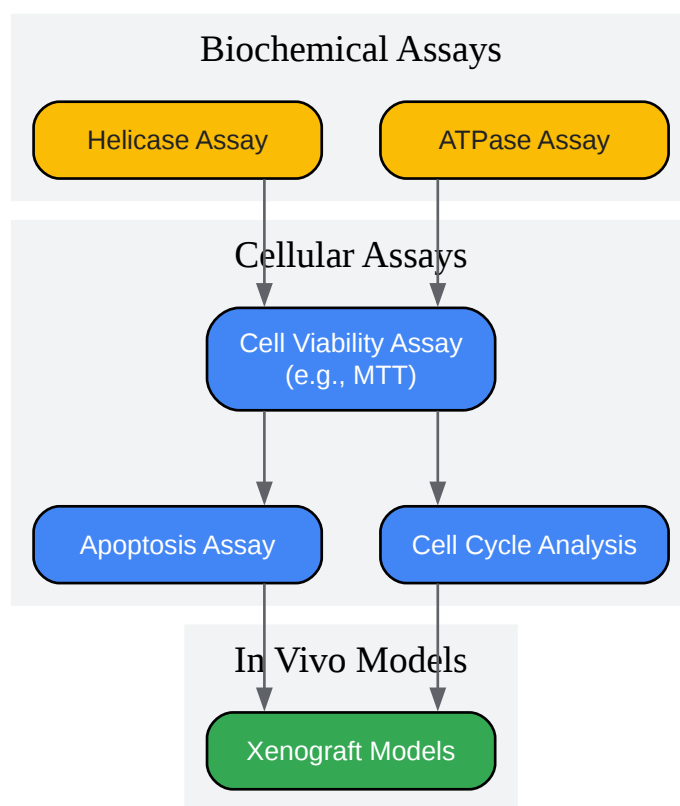 Biochemical Assays
Helicase Assay
ATPase Assay
Cellular Assays
Cell Viability Assay
(e.g., MTT)
Apoptosis Assay
Cell Cycle Analysis
In Vivo Models
Xenograft Models